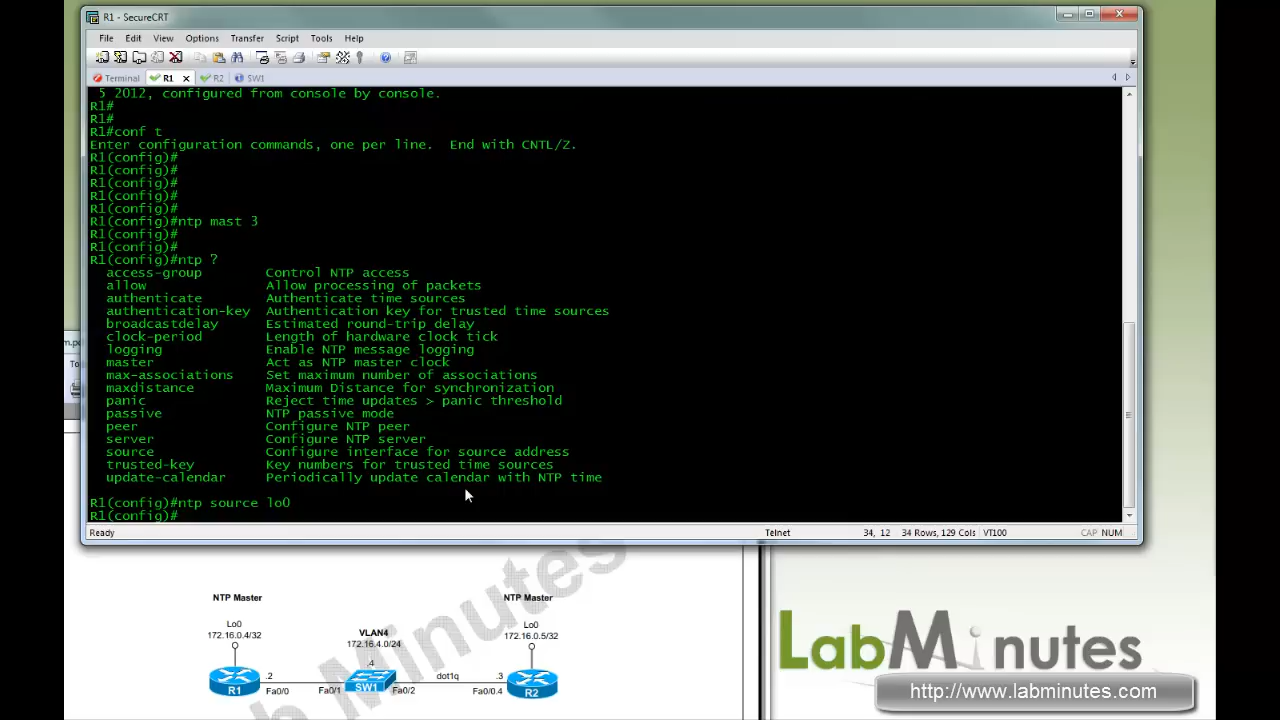 R1 - SecureCRT
File Edit View Options Transfer Script Tools Help
Terminal R1 x R2 SW1
5 2012, configured from console by console.
R1#
R1#
R1#conf t
Enter configuration commands, one per line.  End with CNTL/Z.
R1(config)#
R1(config)#
R1(config)#
R1(config)#
R1(config)#
R1(config)#ntp mast 3
R1(config)#
R1(config)#
R1(config)#ntp ?
access-group Control NTP access
allow Allow processing of packets
authenticate Authenticate time sources
authentication-key Authentication key for trusted time sources
broadcastdelay Estimated round-trip delay
clock-period Length of hardware clock tick
logging Enable NTP message logging
master Act as NTP master clock
max-associations Set maximum number of associations
maxdistance Maximum Distance for synchronization
panic Reject time updates > panic threshold
passive NTP passive mode
peer Configure NTP peer
server Configure NTP server
source Configure interface for source address
trusted-key Key numbers for trusted time sources
update-calendar Periodically update calendar with NTP time
R1(config)#ntp source lo0
R1(config)#
Ready Telnet 34, 12 34 Rows, 129 Cols VT100 CAP NUM
NTP Master NTP Master
Lo0 Lo0
172.16.0.4/32 172.16.0.5/32
VLAN4
172.16.4.0/24
.2 .4 dot1q .3
R1 SW1 R2
Fa0/0 Fa0/1 Fa0/2 Fa0/0.4
Minutes
LabMinutes
http://www.labminutes.com